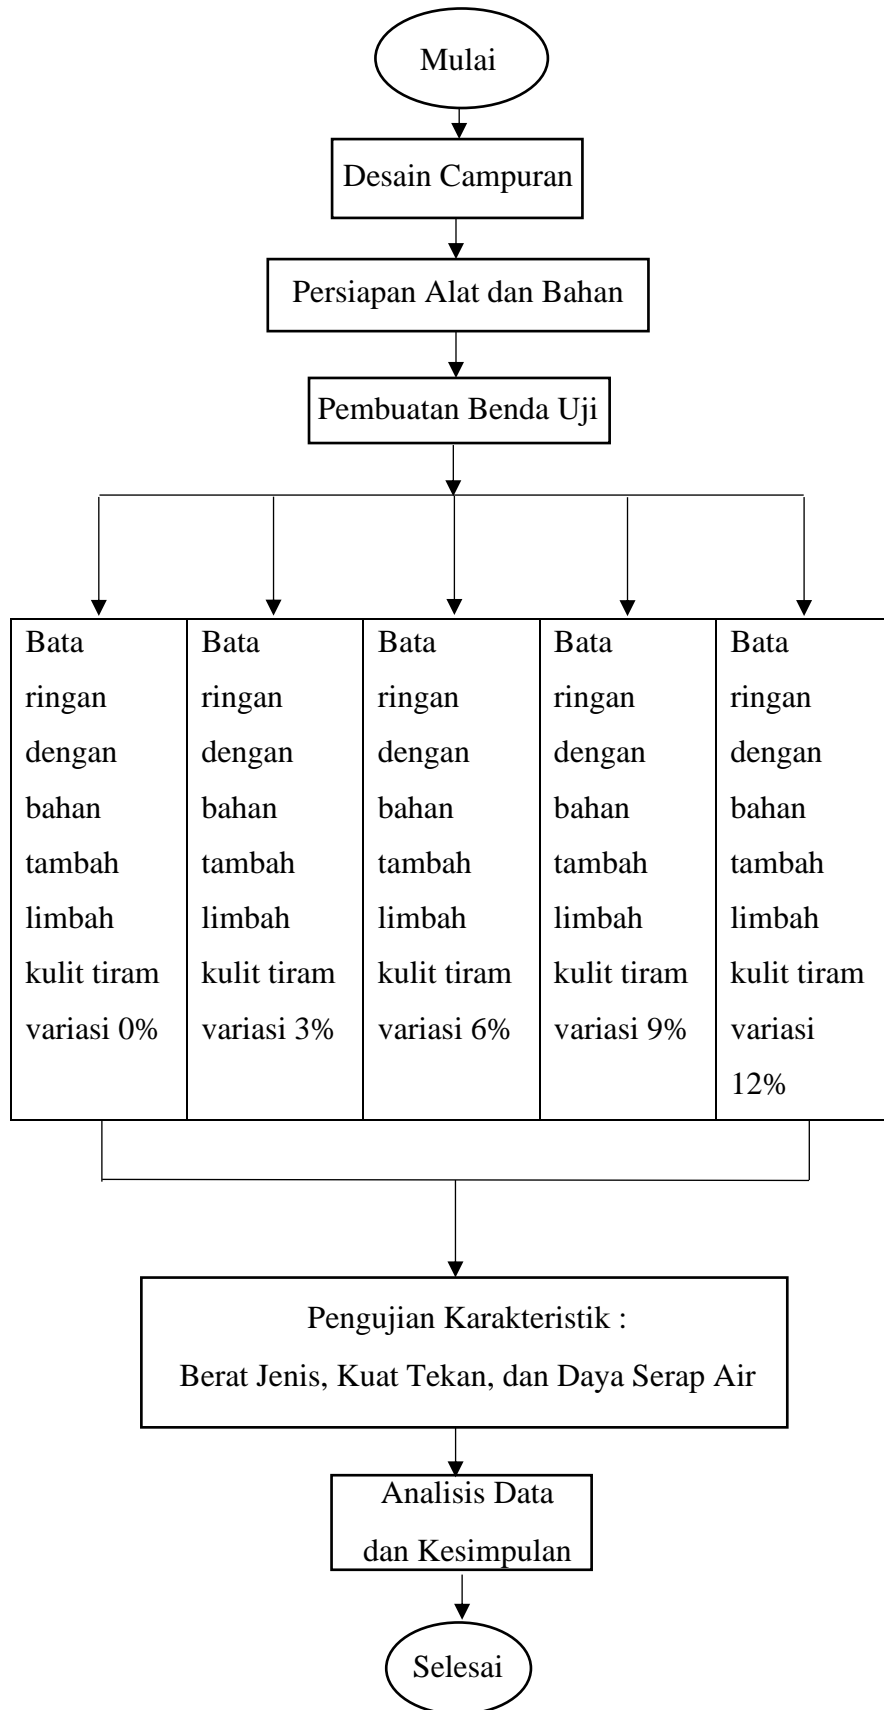 Mulai
Desain Campuran
Persiapan Alat dan Bahan
Pembuatan Benda Uji
Bata
ringan
dengan
bahan
tambah
limbah
kulit tiram
variasi 0%
Bata
ringan
dengan
bahan
tambah
limbah
kulit tiram
variasi 3%
Bata
ringan
dengan
bahan
tambah
limbah
kulit tiram
variasi 6%
Bata
ringan
dengan
bahan
tambah
limbah
kulit tiram
variasi 9%
Bata
ringan
dengan
bahan
tambah
limbah
kulit tiram
variasi
12%
Pengujian Karakteristik :
Berat Jenis, Kuat Tekan, dan Daya Serap Air
Analisis Data
dan Kesimpulan
Selesai